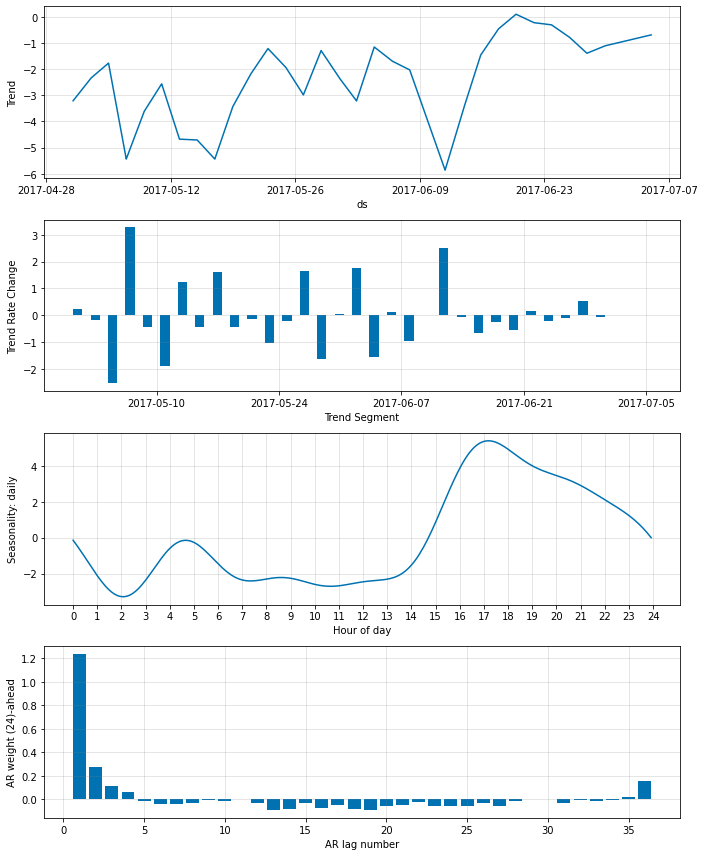 0
−1
−2
−3
−4
−5
−6
Trend
2017-04-28 2017-05-12 2017-05-26 2017-06-09 2017-06-23 2017-07-07
ds
3
2
1
0
−1
−2
Trend Rate Change
2017-05-10 2017-05-24 2017-06-07 2017-06-21 2017-07-05
Trend Segment
4
2
0
−2
Seasonality: daily
0 1 2 3 4 5 6 7 8 9 10 11 12 13 14 15 16 17 18 19 20 21 22 23 24
Hour of day
1.2
1.0
0.8
0.6
0.4
0.2
0.0
AR weight (24)-ahead
0 5 10 15 20 25 30 35
AR lag number